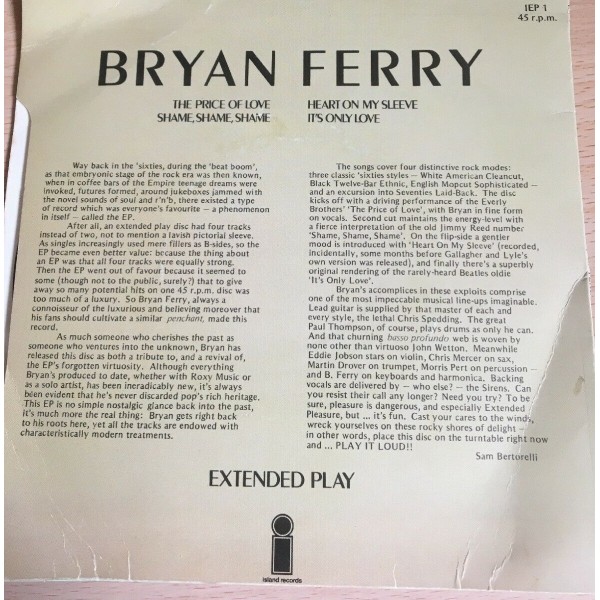 IEP 1
45 r.p.m.
BRYAN FERRY
THE PRICE OF LOVE
SHAME, SHAME, SHAME
HEART ON MY SLEEVE
IT'S ONLY LOVE
Way back in the 'sixties, during the 'beat boom',
as that embryonic stage of the rock era was then known,
when in coffee bars of the Empire teenage dreams were
invoked, futures formed, around jukeboxes jammed with
the novel sounds of soul and r'n'b, there existed a type
of record which was everyone's favourite — a phenomenon
in itself — called the EP.
After all, an extended play disc had four tracks
instead of two, not to mention a lavish pictorial sleeve.
As singles increasingly used mere fillers as B-sides, so the
EP became even better value: because the thing about
an EP was that all four tracks were equally strong.
Then the EP went out of favour because it seemed to
some (though not to the public, surely?) that to give
away so many potential hits on one 45 r.p.m. disc was
too much of a luxury. So Bryan Ferry, always a
connoisseur of the luxurious and believing moreover that
his fans should cultivate a similar penchant, made this
record.
As much someone who cherishes the past as
someone who ventures into the unknown, Bryan has
released this disc as both a tribute to, and a revival of,
the EP's forgotten virtuosity. Although everything
Bryan's produced to date, whether with Roxy Music or
as a solo artist, has been ineradicably new, it's always
been evident that he's never discarded pop's rich heritage.
This EP is no simple nostalgic glance back into the past,
it's much more the real thing: Bryan gets right back
to his roots here, yet all the tracks are endowed with
characteristically modern treatments.
The songs cover four distinctive rock modes:
three classic 'sixties styles — White American Cleancut,
Black Twelve-Bar Ethnic, English Mopcut Sophisticated —
and an excursion into Seventies Laid-Back. The disc
kicks off with a driving performance of the Everly
Brothers' 'The Price of Love', with Bryan in fine form
on vocals. Second cut maintains the energy-level with
a fierce interpretation of the old Jimmy Reed number
'Shame, Shame, Shame'. On the flip-side a gentler
mood is introduced with 'Heart On My Sleeve' (recorded,
incidentally, some months before Gallagher and Lyle's
own version was released), and finally there's a superbly
original rendering of the rarely-heard Beatles oldie
'It's Only Love'.
Bryan's accomplices in these exploits comprise
one of the most impeccable musical line-ups imaginable.
Lead guitar is supplied by that master of each and
every style, the lethal Chris Spedding. The great
Paul Thompson, of course, plays drums as only he can.
And that churning basso profundo web is woven by
none other than virtuoso John Wetton. Meanwhile
Eddie Jobson stars on violin, Chris Mercer on sax,
Martin Drover on trumpet, Morris Pert on percussion —
and B. Ferry on keyboards and harmonica. Backing
vocals are delivered by — who else? — the Sirens. Can
you resist their call any longer? Need you try? To be
sure, pleasure is dangerous, and especially Extended
Pleasure, but ... it's fun. Cast your cares to the winds,
wreck yourselves on these rocky shores of delight —
in other words, place this disc on the turntable right now
and ... PLAY IT LOUD!!
Sam Bertorelli
EXTENDED PLAY
island records